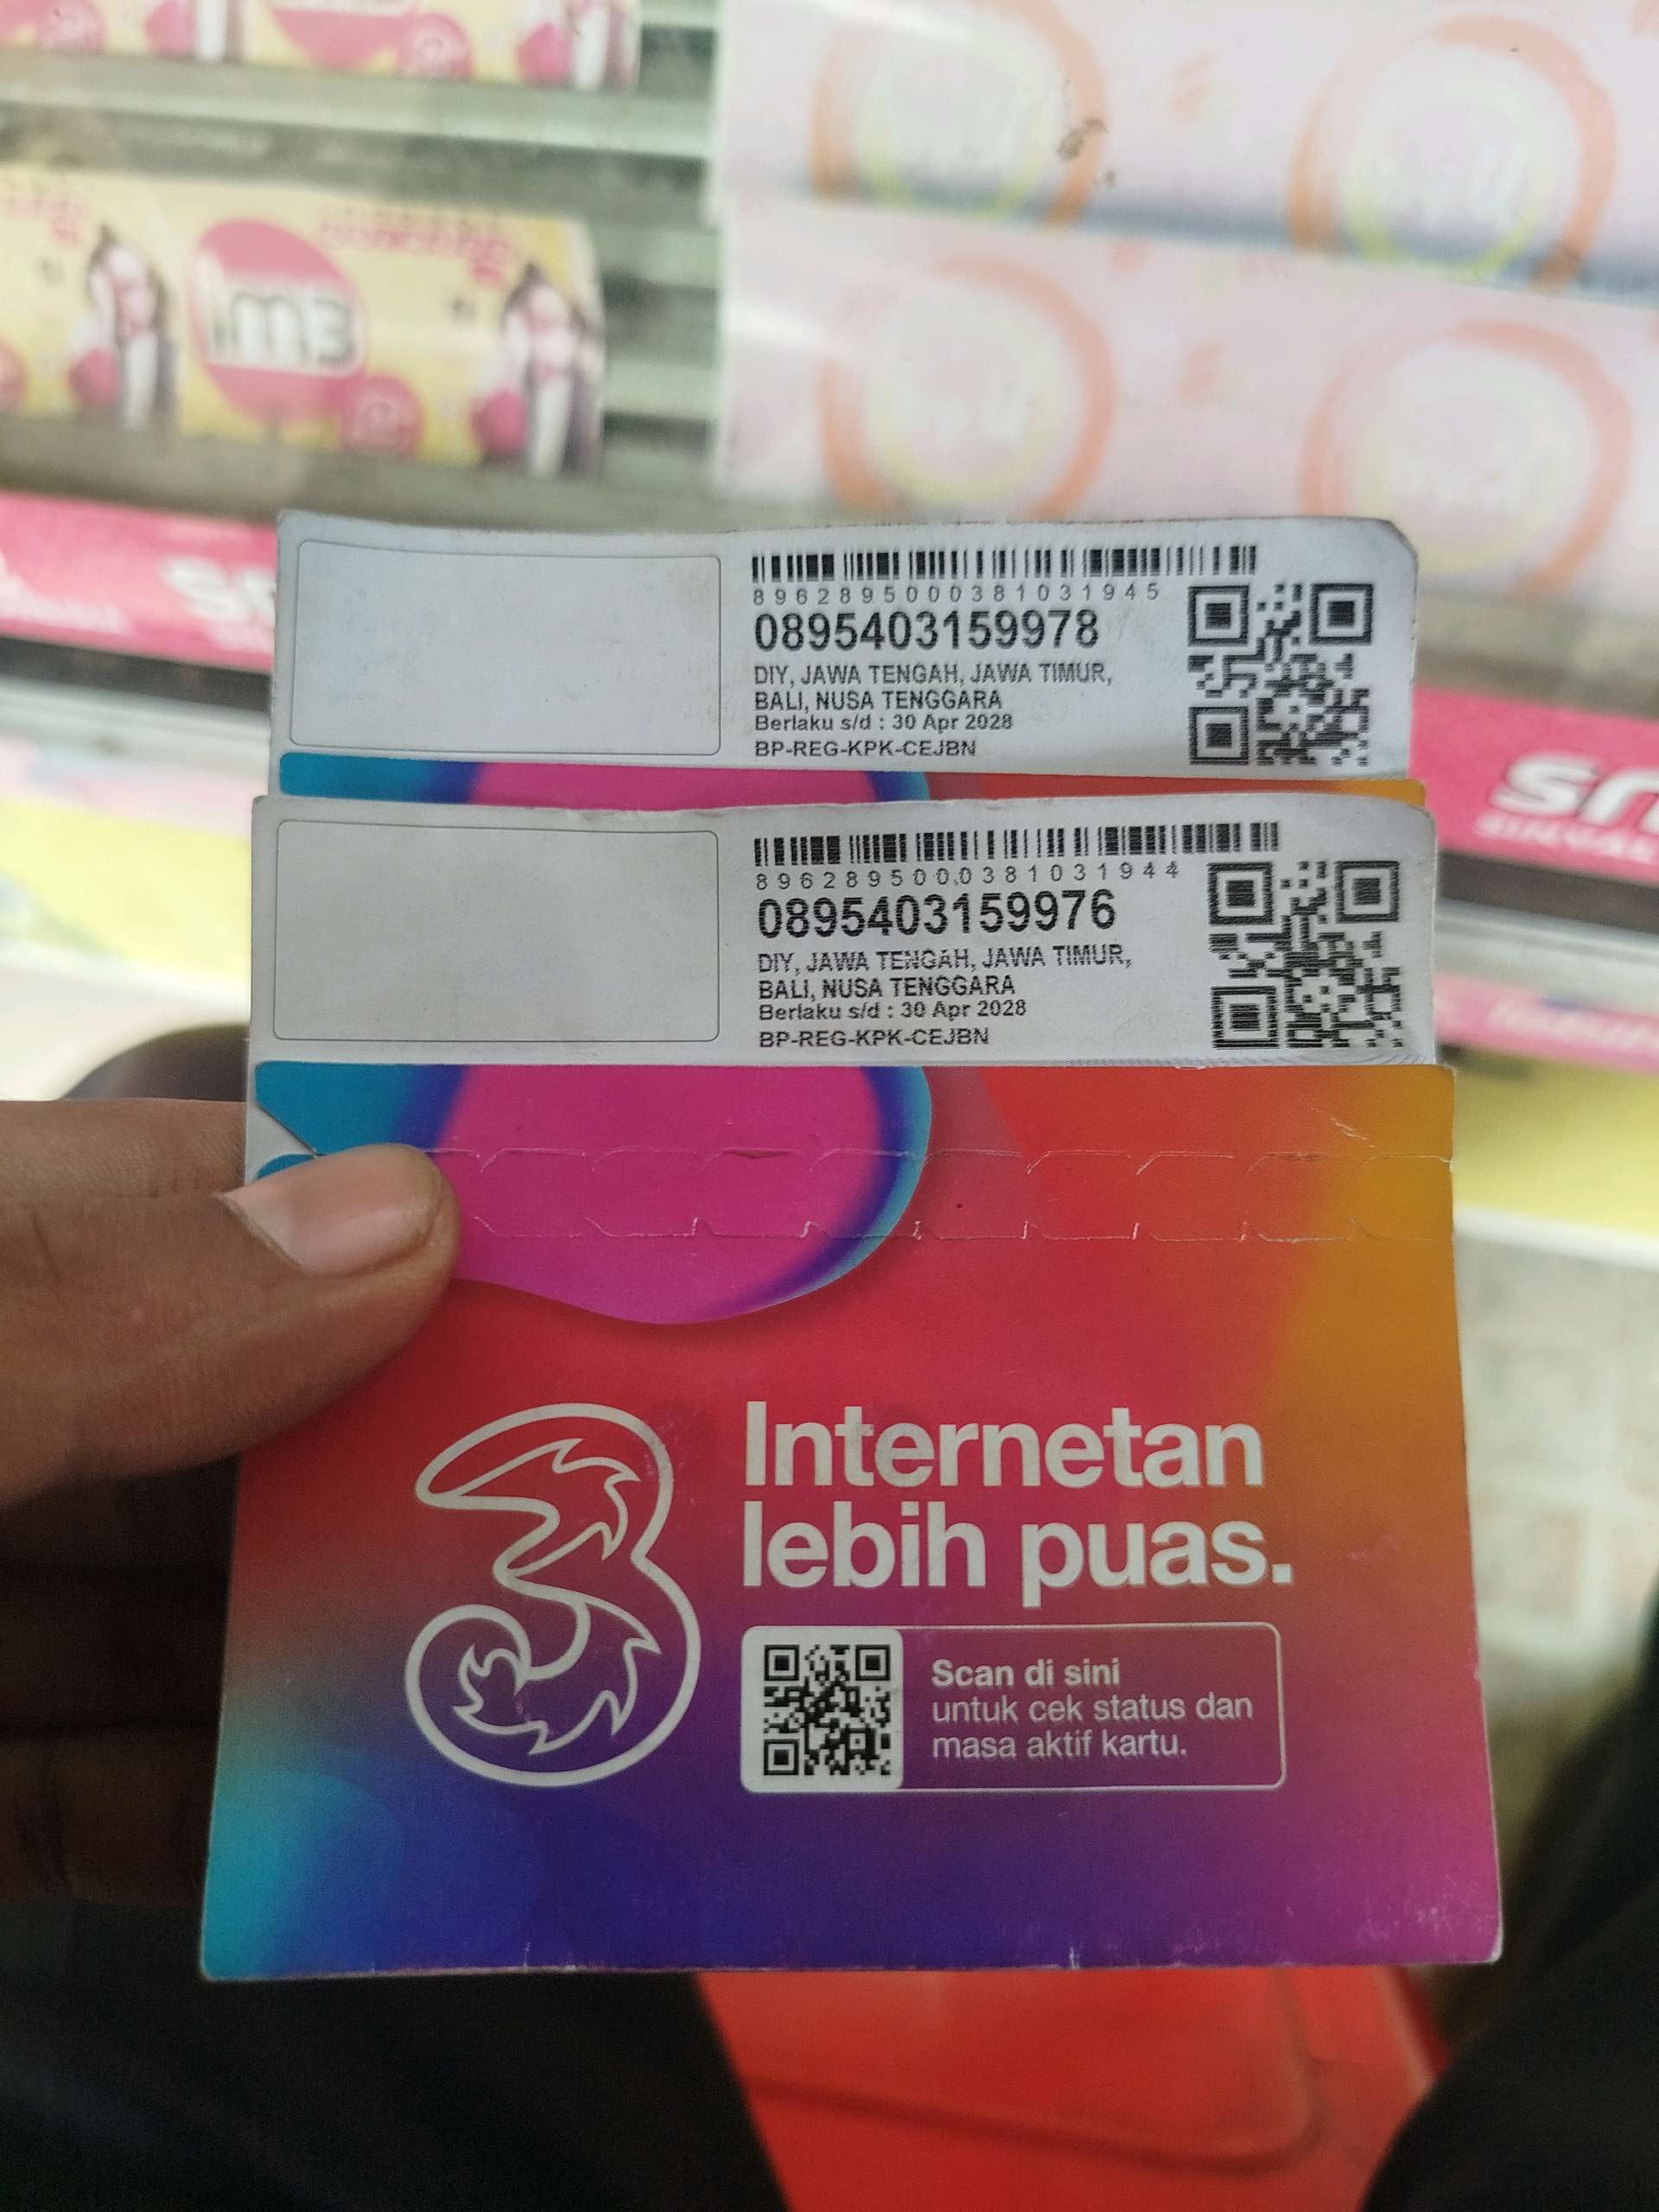 IM3
8962895000381031945
0895403159978
DIY, JAWA TENGAH, JAWA TIMUR,
BALI, NUSA TENGGARA
Berlaku s/d : 30 Apr 2028
BP-REG-KPK-CEJBN
8962895000381031944
0895403159976
DIY, JAWA TENGAH, JAWA TIMUR,
BALI, NUSA TENGGARA
Berlaku s/d : 30 Apr 2028
BP-REG-KPK-CEJBN
3
Internetan
lebih puas.
Scan di sini
untuk cek status dan
masa aktif kartu.